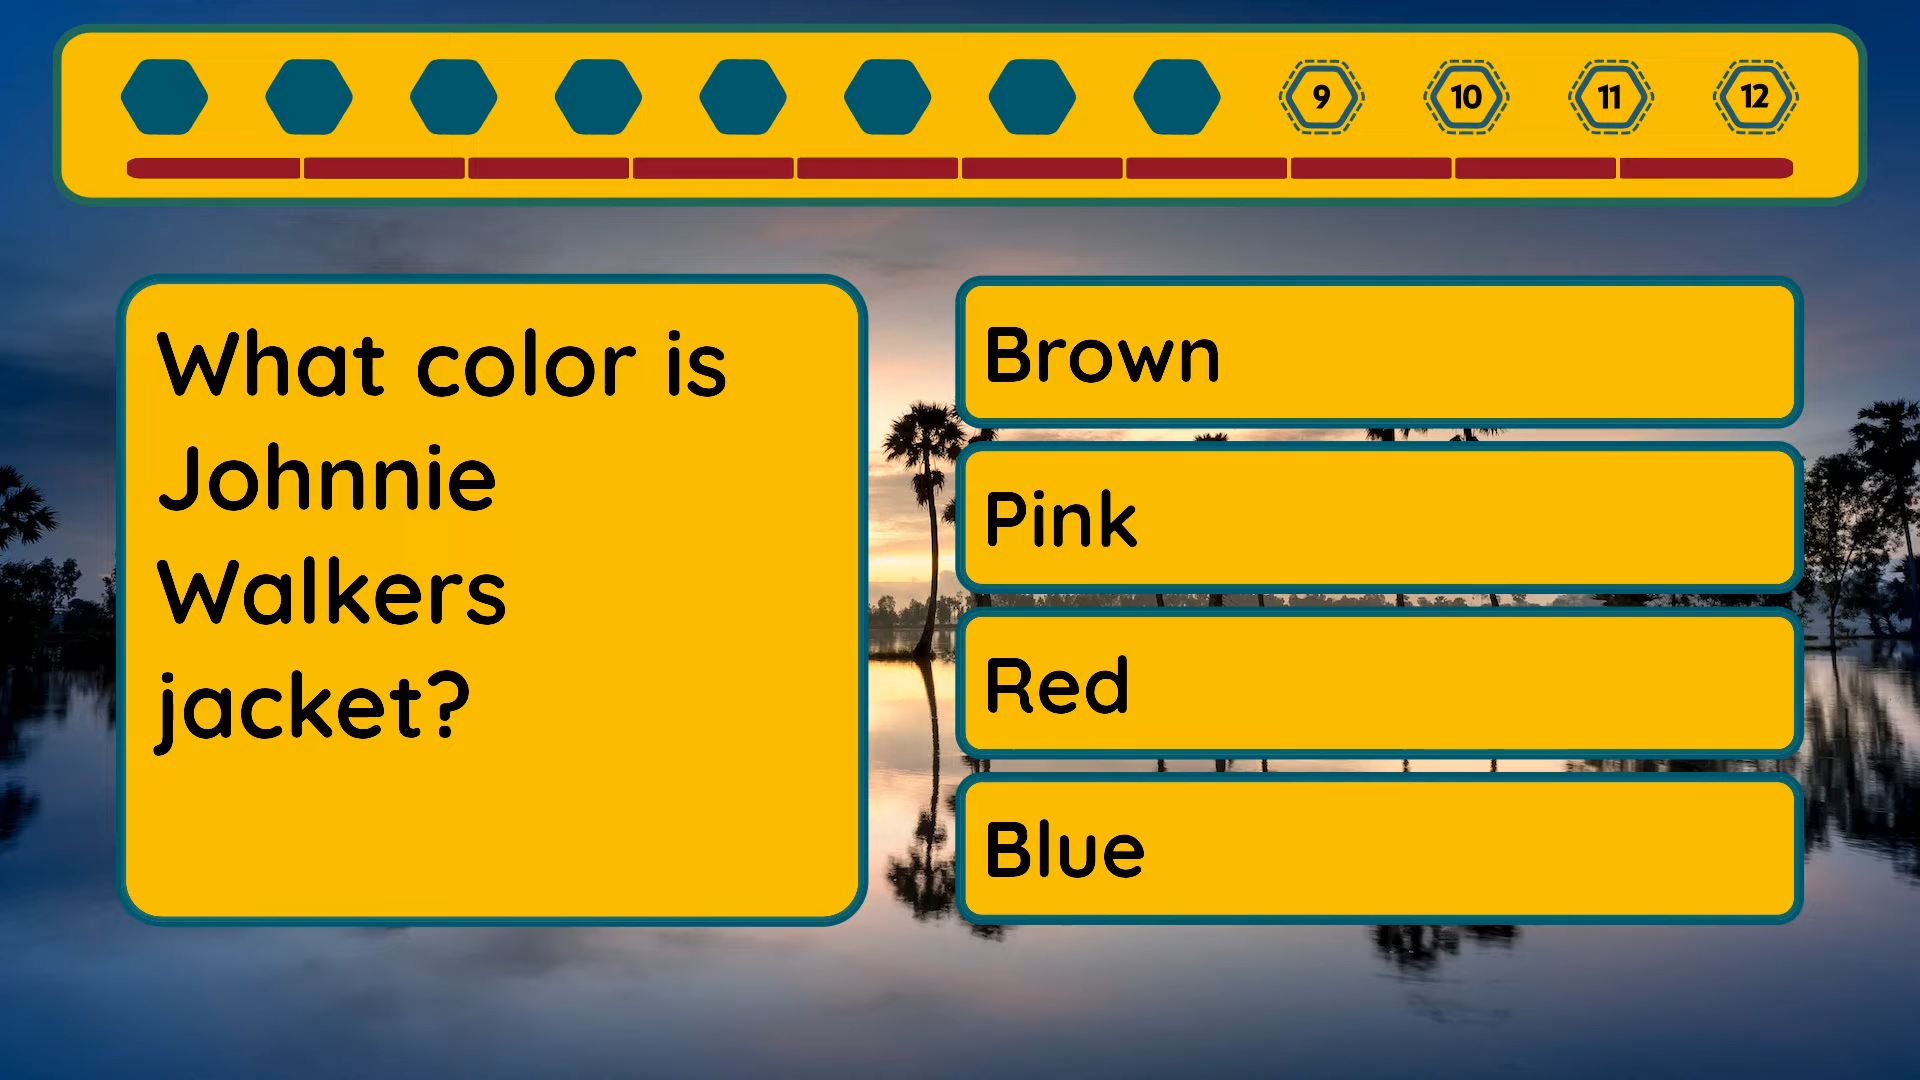 9 10 11 12
What color is
Johnnie
Walkers
jacket?
Brown
Pink
Red
Blue